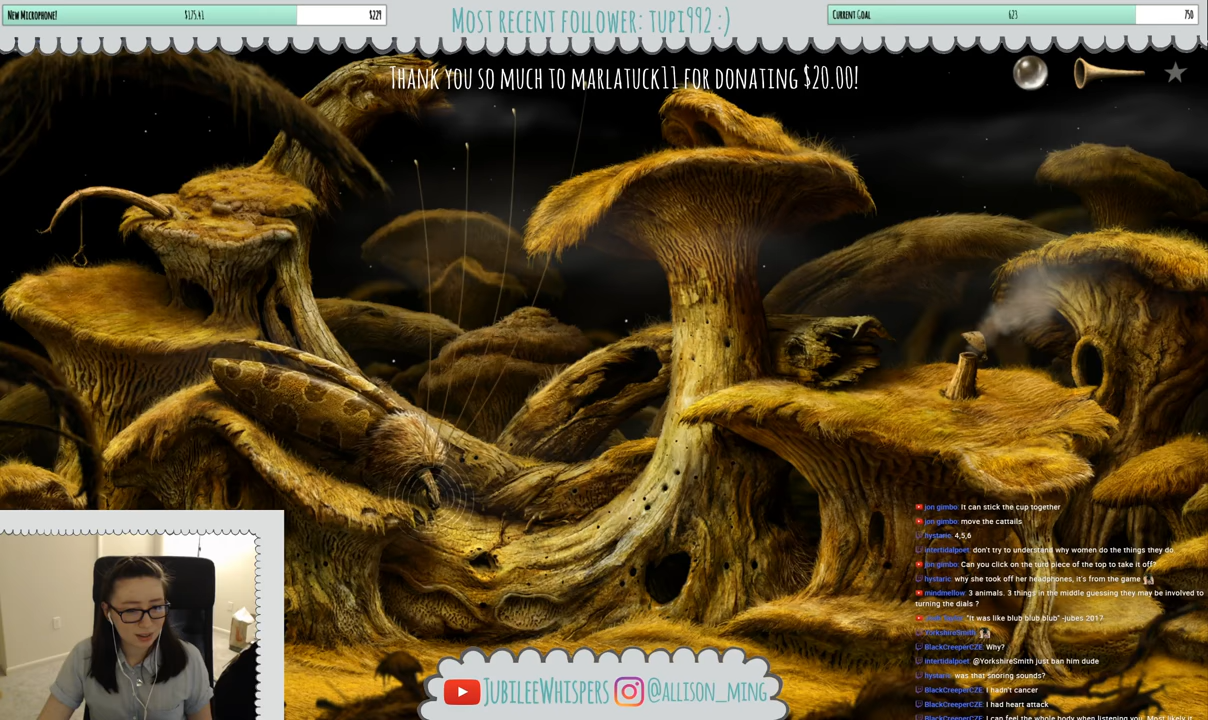 NEW MICROPHONE!
$175.41
$229
MOST RECENT FOLLOWER: TUPI992 :)
CURRENT GOAL
623
750
THANK YOU SO MUCH TO MARLATUCK11 FOR DONATING $20.00!
jon gimbo: It can stick the cup together
jon gimbo: move the cattails
hystaric: 4,5,6
intertidalpoet: don't try to understand why women do the things they do
jon gimbo: Can you click on the turd piece of the top to take it off?
hystaric: why she took off her headphones, it's from the game
mindmellow: 3 animals. 3 things in the middle guessing they may be involved to
turning the dials ?
"it was like blub blub blub" -jubes 2017
YorkshireSmith:
BlackCreeperCZE: Why?
intertidalpoet: @YorkshireSmith just ban him dude
hystaric: was that snoring sounds?
BlackCreeperCZE: I hadn't cancer
BlackCreeperCZE: I had heart attack
BlackCreeperCZE: I can feel the whole body when listening you. Most likely it
JUBILEEWHISPERS @ALLISON_MING